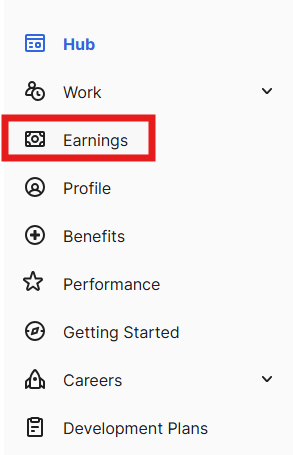 Hub
Work
Earnings
Profile
Benefits
Performance
Getting Started
Careers
Development Plans